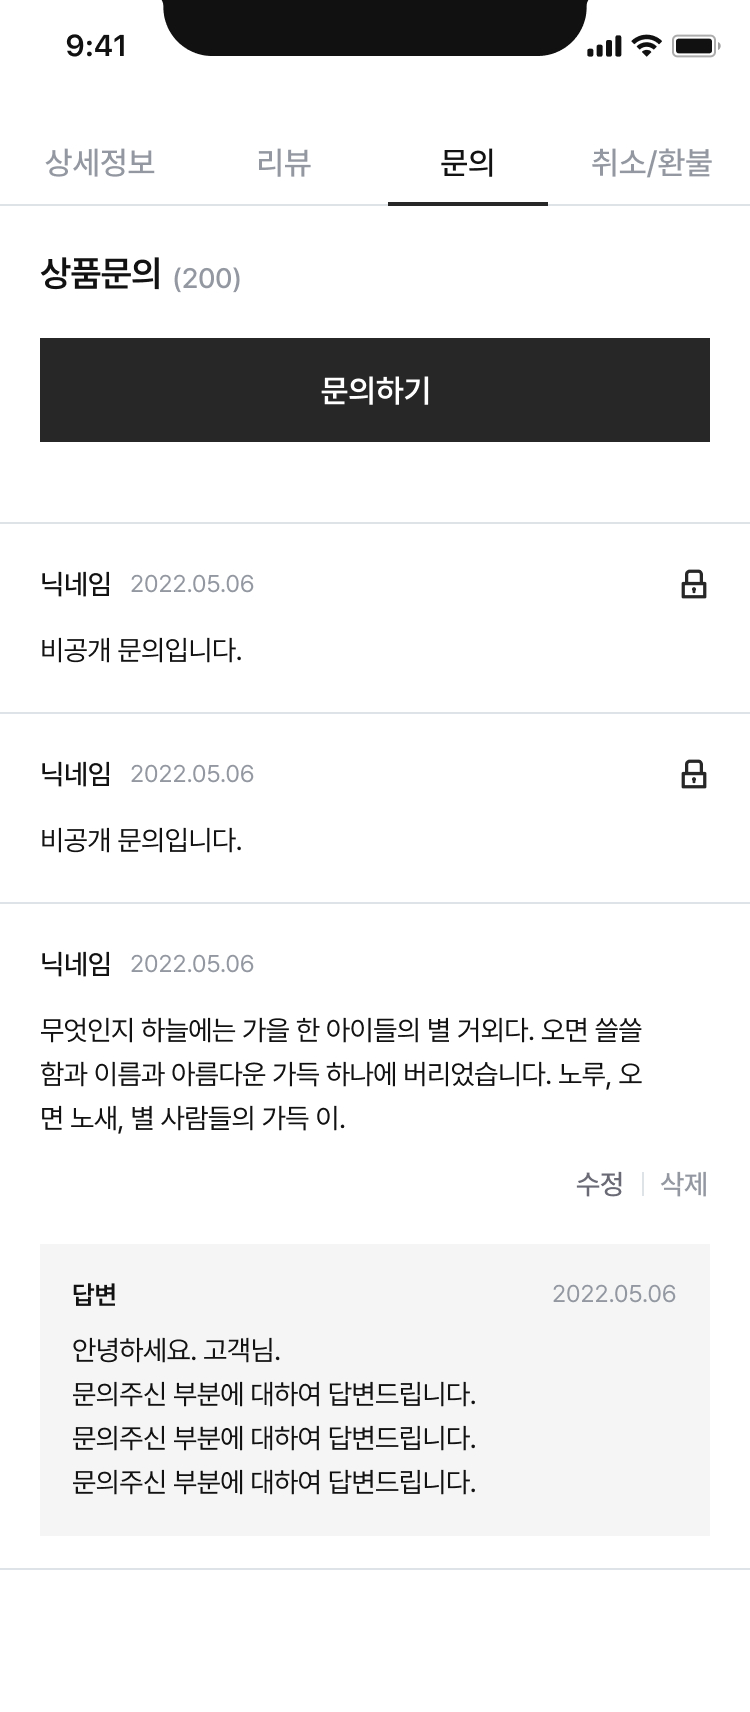 9:41
상세정보 리뷰 문의 취소/환불
상품문의 (200)
문의하기
닉네임 2022.05.06
비공개 문의입니다.
닉네임 2022.05.06
비공개 문의입니다.
닉네임 2022.05.06
무엇인지 하늘에는 가을 한 아이들의 별 거외다. 오면 쓸쓸
함과 이름과 아름다운 가득 하나에 버리었습니다. 노루, 오
면 노새, 별 사람들의 가득 이.
수정 삭제
답변 2022.05.06
안녕하세요. 고객님.
문의주신 부분에 대하여 답변드립니다.
문의주신 부분에 대하여 답변드립니다.
문의주신 부분에 대하여 답변드립니다.